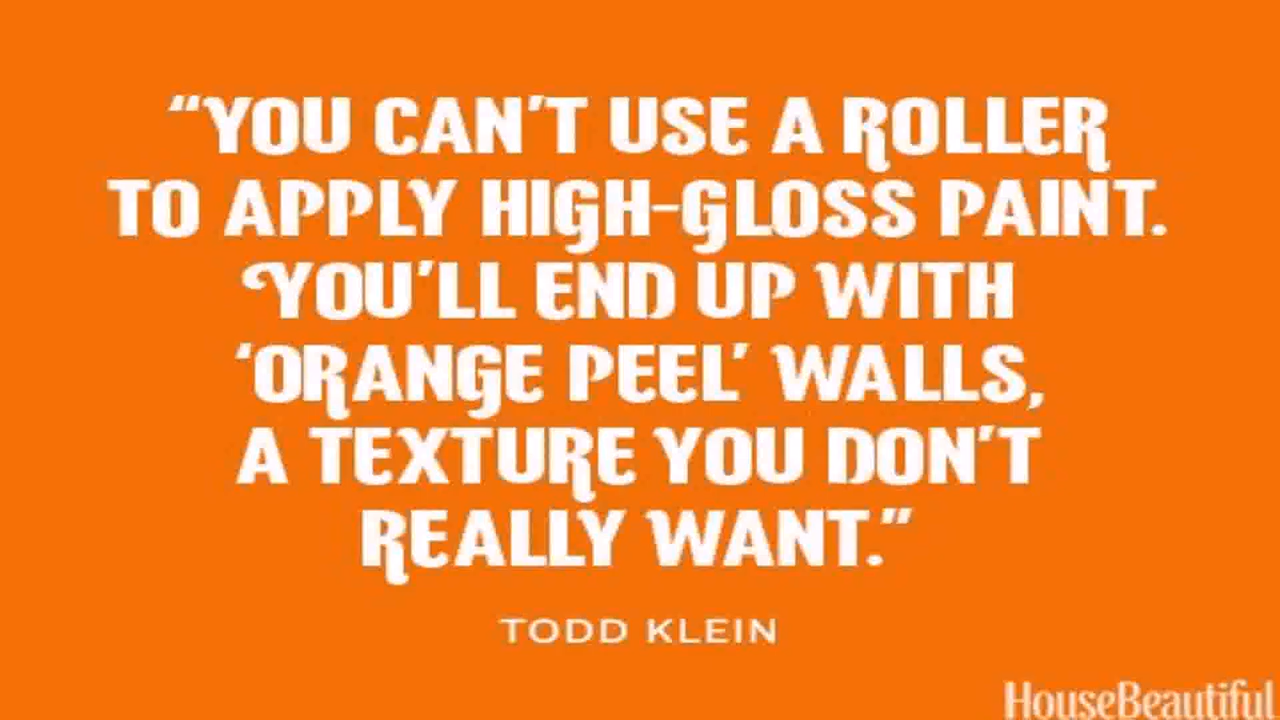 “YOU CAN’T USE A ROLLER
TO APPLY HIGH-GLOSS PAINT.
YOU’LL END UP WITH
‘ORANGE PEEL’ WALLS,
A TEXTURE YOU DON’T
REALLY WANT.”
TODD KLEIN
HouseBeautiful